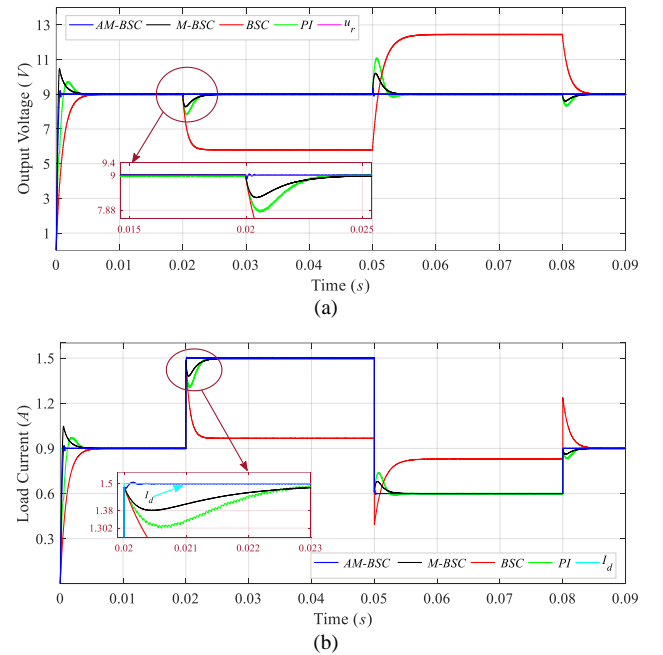 AM-BSC M-BSC BSC PI u_r
13
11
9
7
5
3
1
Output Voltage (V)
9.4
9
7.88
0.015 0.02 0.025
0 0.01 0.02 0.03 0.04 0.05 0.06 0.07 0.08 0.09
Time (s)
(a)
1.5
1.2
0.9
0.6
0.3
Load Current (A)
1.5
1.38
1.302
I_d
0.02 0.021 0.022 0.023
AM-BSC M-BSC BSC PI I_d
0 0.01 0.02 0.03 0.04 0.05 0.06 0.07 0.08 0.09
Time (s)
(b)